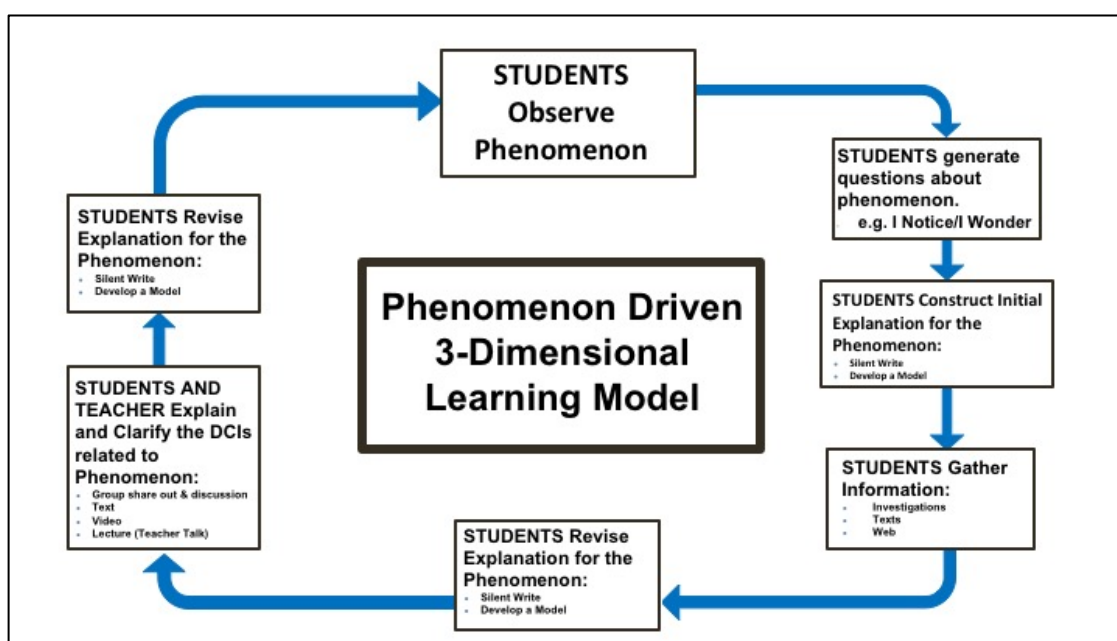 STUDENTS
Observe
Phenomenon
STUDENTS generate
questions about
phenomenon.
e.g. I Notice/I Wonder
STUDENTS Construct Initial
Explanation for the
Phenomenon:
• Silent Write
• Develop a Model
STUDENTS Gather
Information:
• Investigations
• Texts
• Web
STUDENTS Revise
Explanation for the
Phenomenon:
• Silent Write
• Develop a Model
STUDENTS AND
TEACHER Explain
and Clarify the DCIs
related to
Phenomenon:
• Group share out & discussion
• Text
• Video
• Lecture (Teacher Talk)
STUDENTS Revise
Explanation for the
Phenomenon:
• Silent Write
• Develop a Model
Phenomenon Driven
3-Dimensional
Learning Model